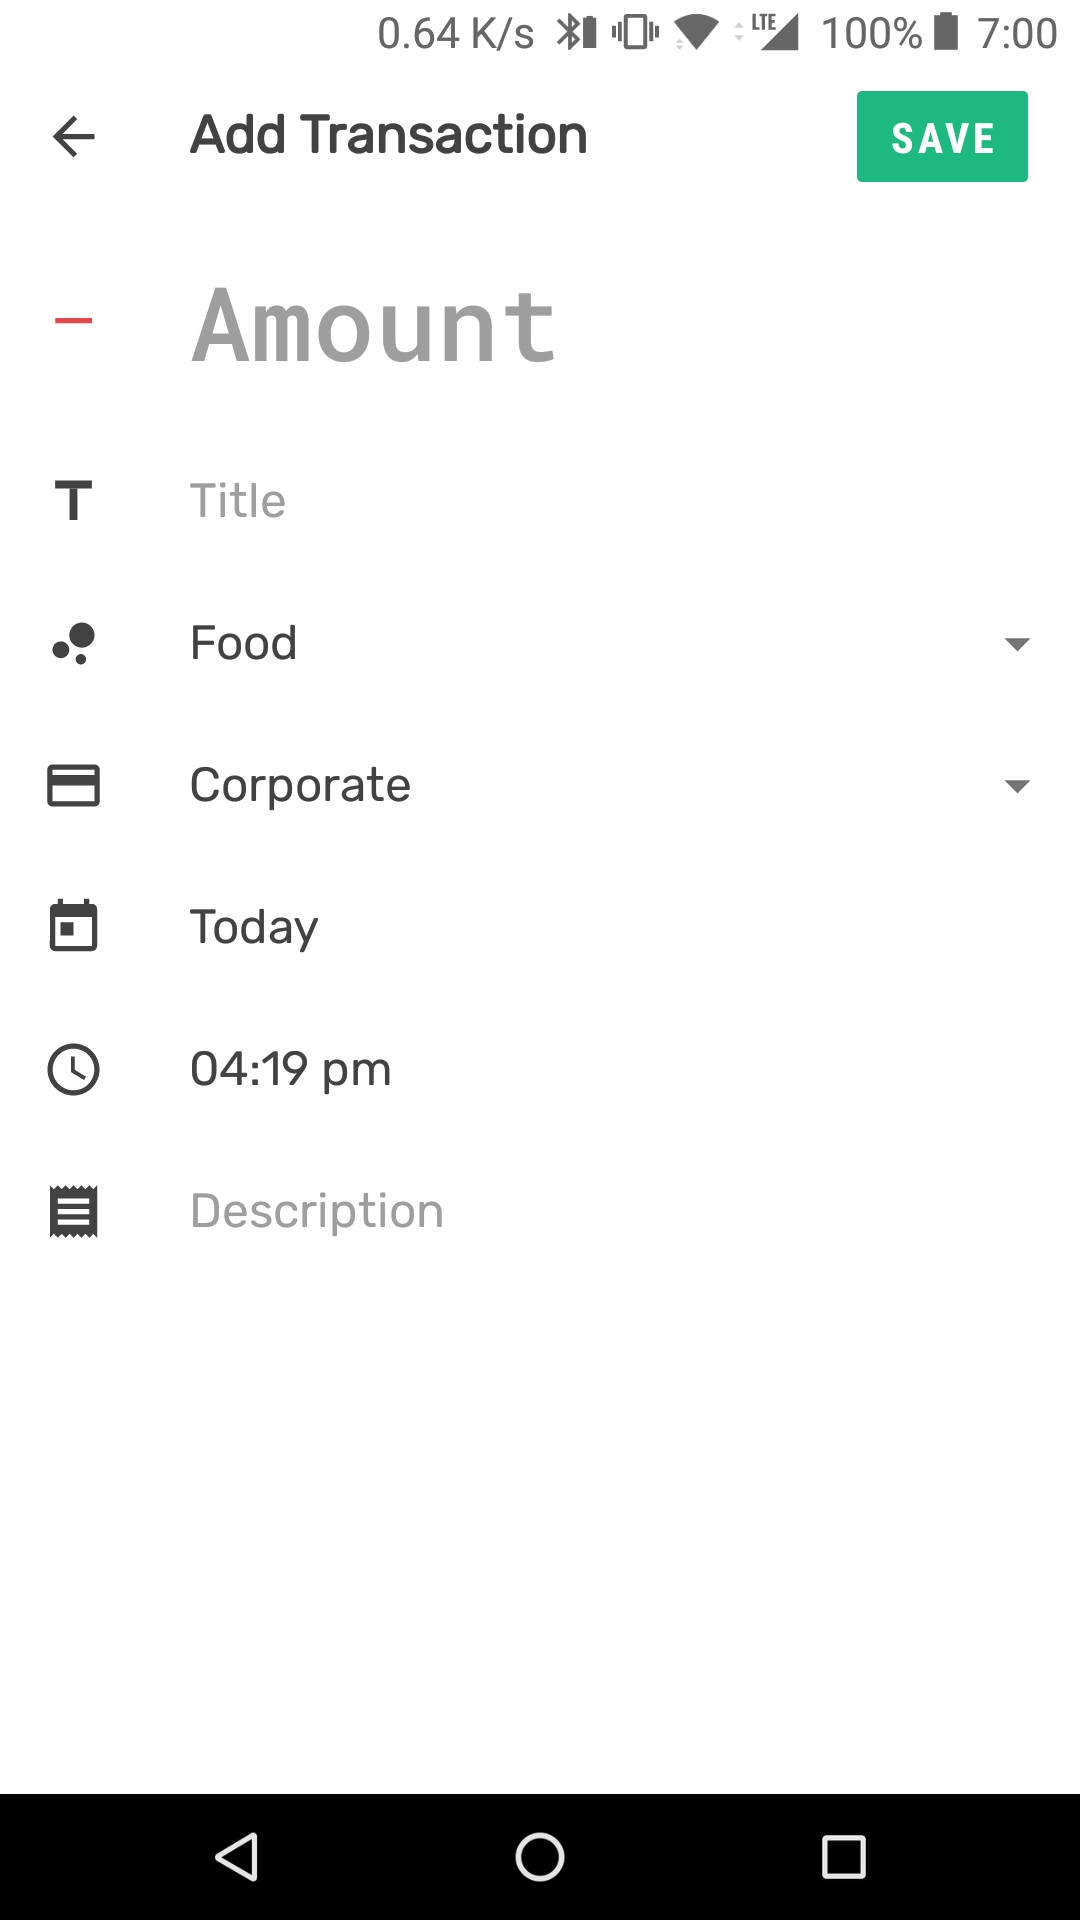 0.64 K/s LTE 100% 7:00
Add Transaction SAVE
Amount
Title
Food
Corporate
Today
04:19 pm
Description